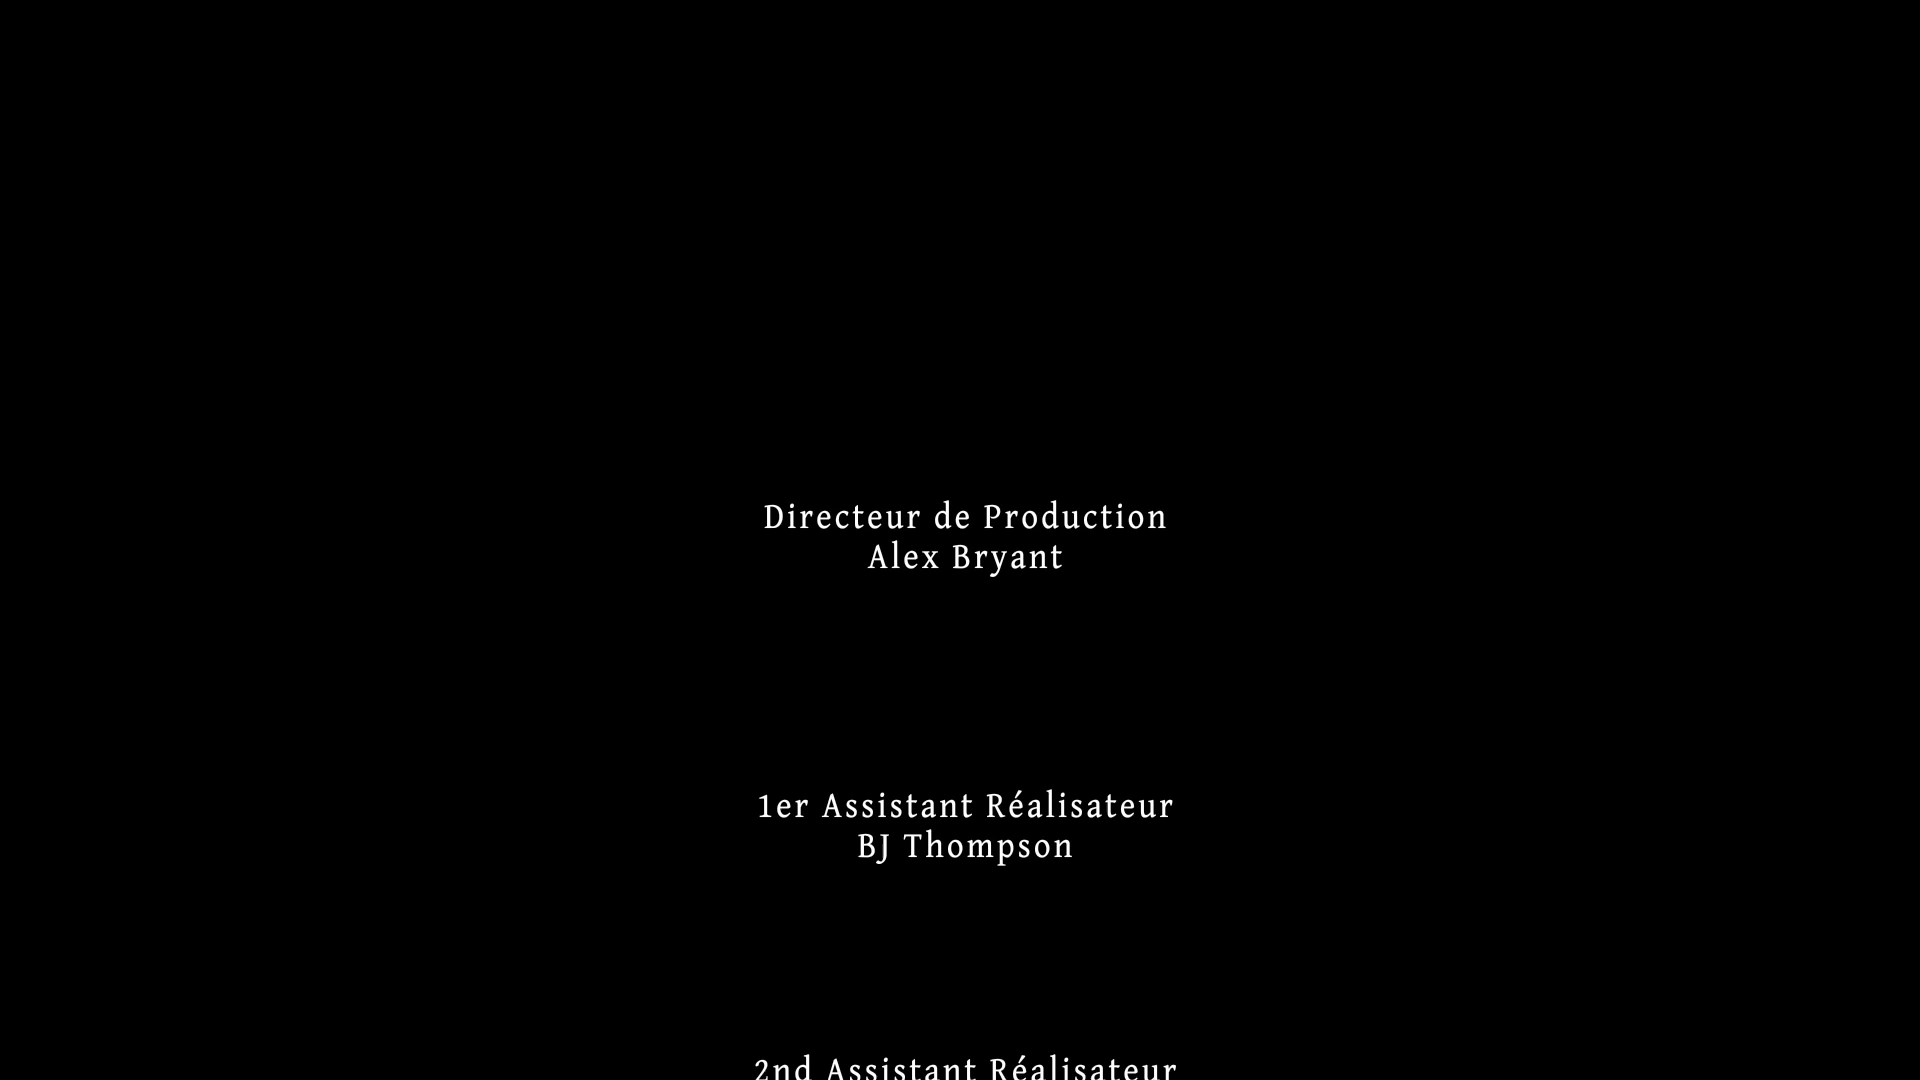 Directeur de Production
Alex Bryant
1er Assistant Réalisateur
BJ Thompson
2nd Assistant Réalisateur